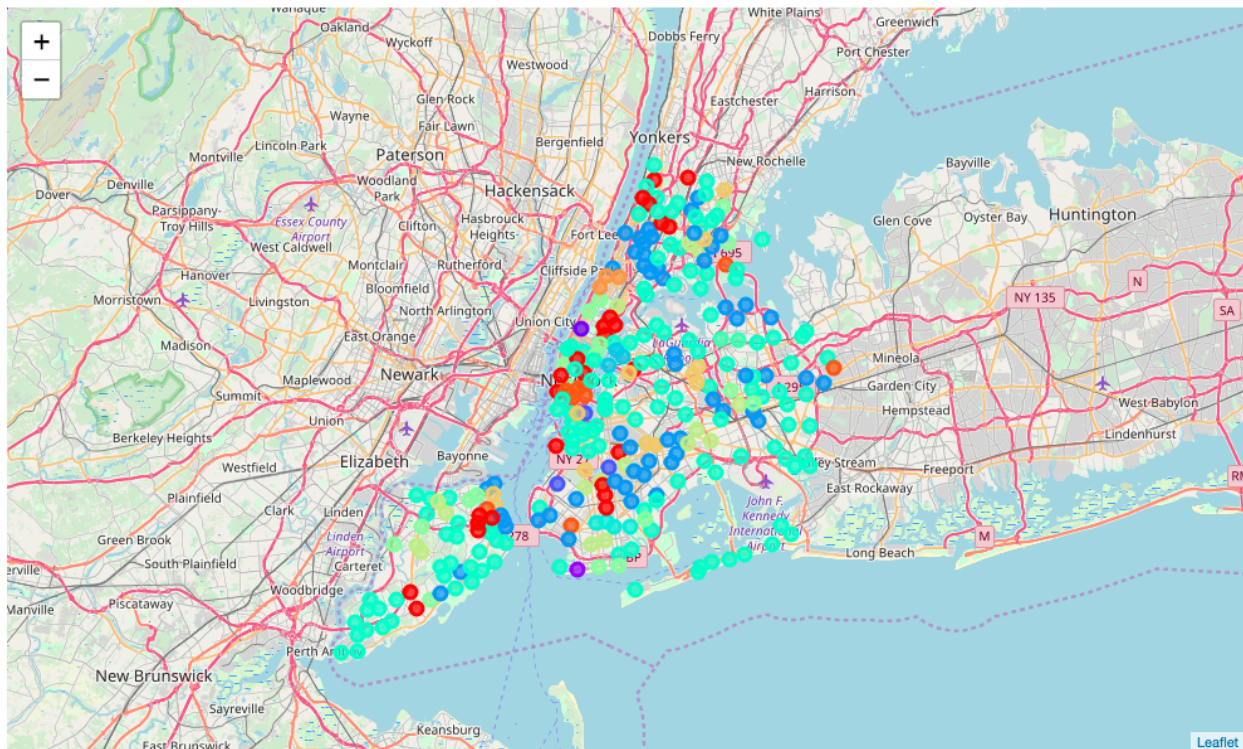 Wanaque
Oakland
Wyckoff
Dobbs Ferry
White Plains
Greenwich
Port Chester
+
−
Westwood
Harrison
Eastchester
Glen Rock
Wayne
Fair Lawn
Bergenfield
Yonkers
Lincoln Park
Paterson
Montville
New Rochelle
Bayville
Dover
Denville
Woodland
Park
Hackensack
Parsippany-
Troy Hills
Essex County
Airport
Clifton
Hasbrouck
Heights
Glen Cove
Oyster Bay
Huntington
West Caldwell
Fort Lee
695
Montclair
Rutherford
Cliffside
Hanover
Bloomfield
N
NY 135
SA
Morristown
Livingston
North Arlington
Union City
Madison
East Orange
Mineola
Maplewood
Newark
Garden City
Summit
Hempstead
West Babylon
Union
Berkeley Heights
Lindenhurst
Elizabeth
Bayonne
NY 2
Stream
Freeport
Westfield
East Rockaway
Plainfield
Clark
Linden
John F.
Kennedy
International
Airport
RM
M
Green Brook
Linden
Airport
278
BP
Long Beach
South Plainfield
Carteret
Woodbridge
Manville
Piscataway
Perth
New Brunswick
Sayreville
Keansburg
East Brunswick
Leaflet